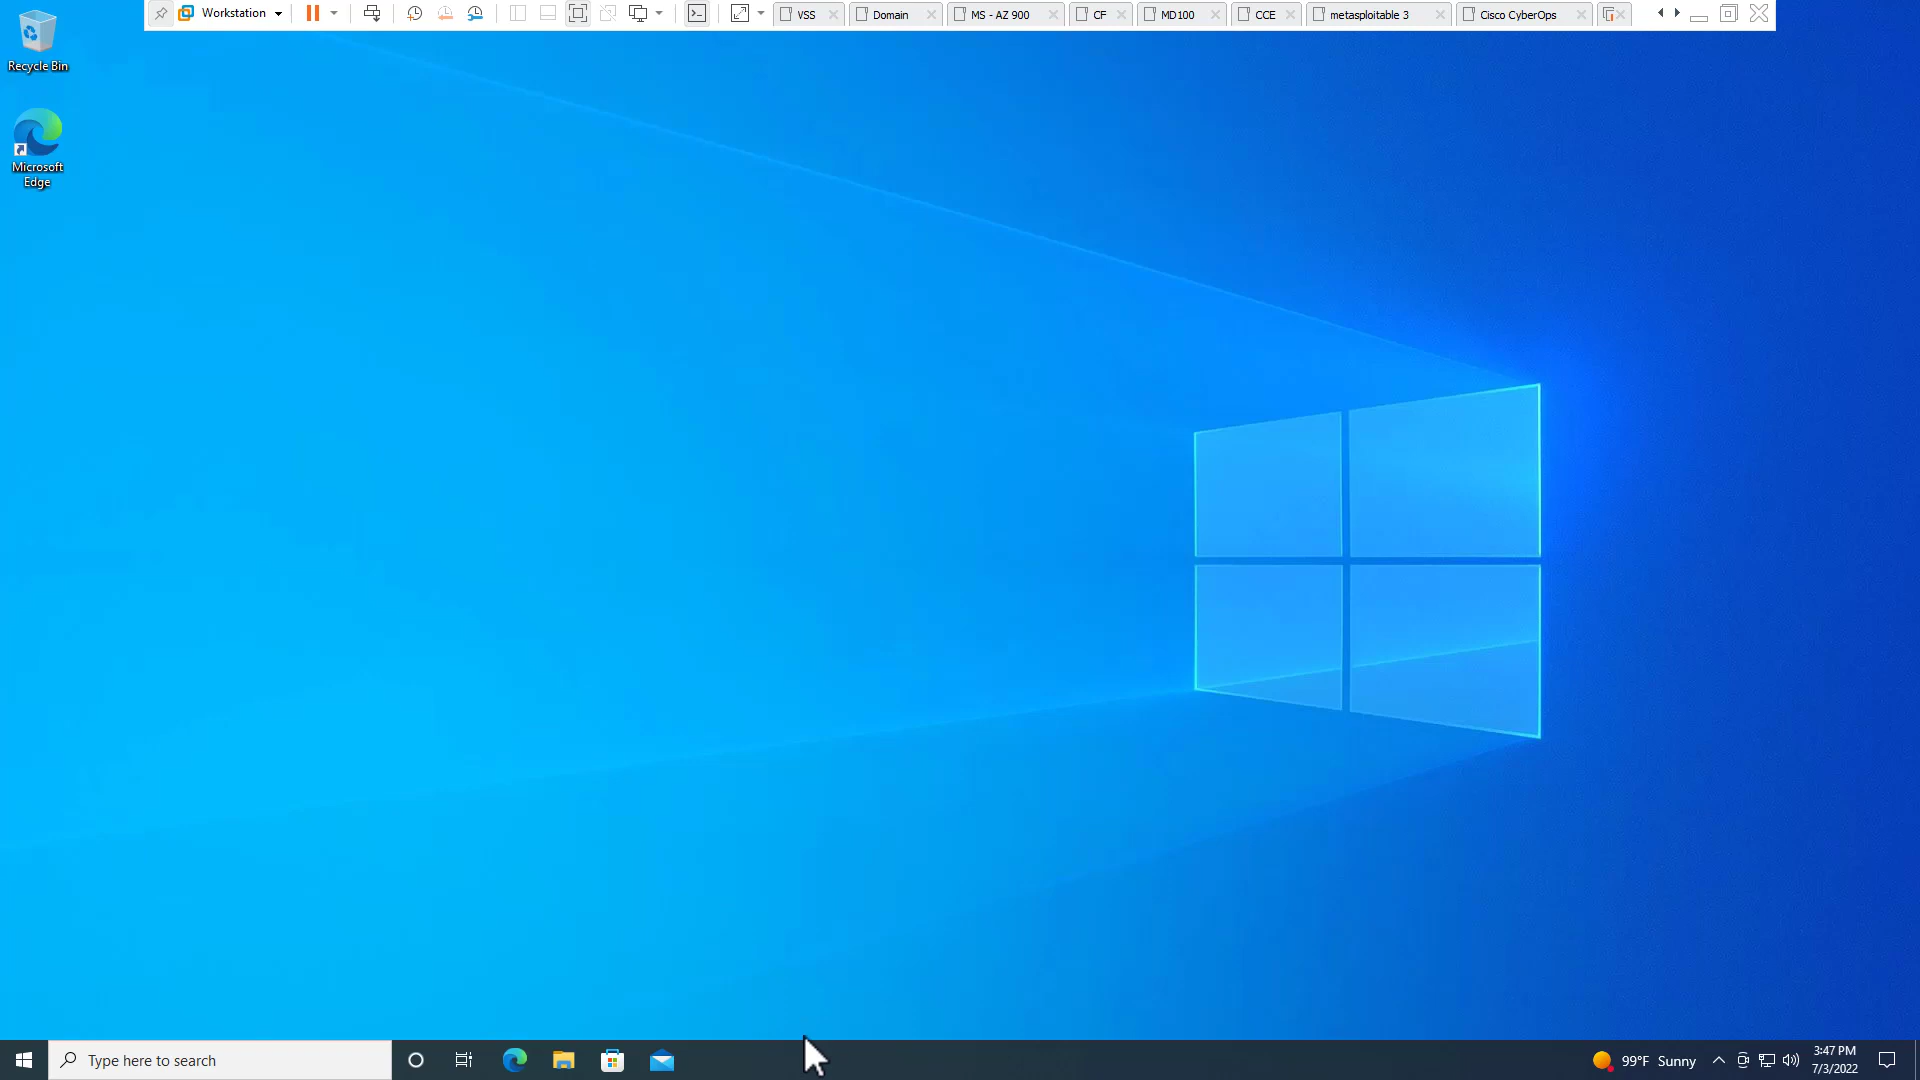 Workstation
VSS
Domain
MS - AZ 900
CF
MD100
CCE
metasploitable 3
Cisco CyberOps
Recycle Bin
Microsoft
Edge
Type here to search
99°F Sunny
3:47 PM
7/3/2022